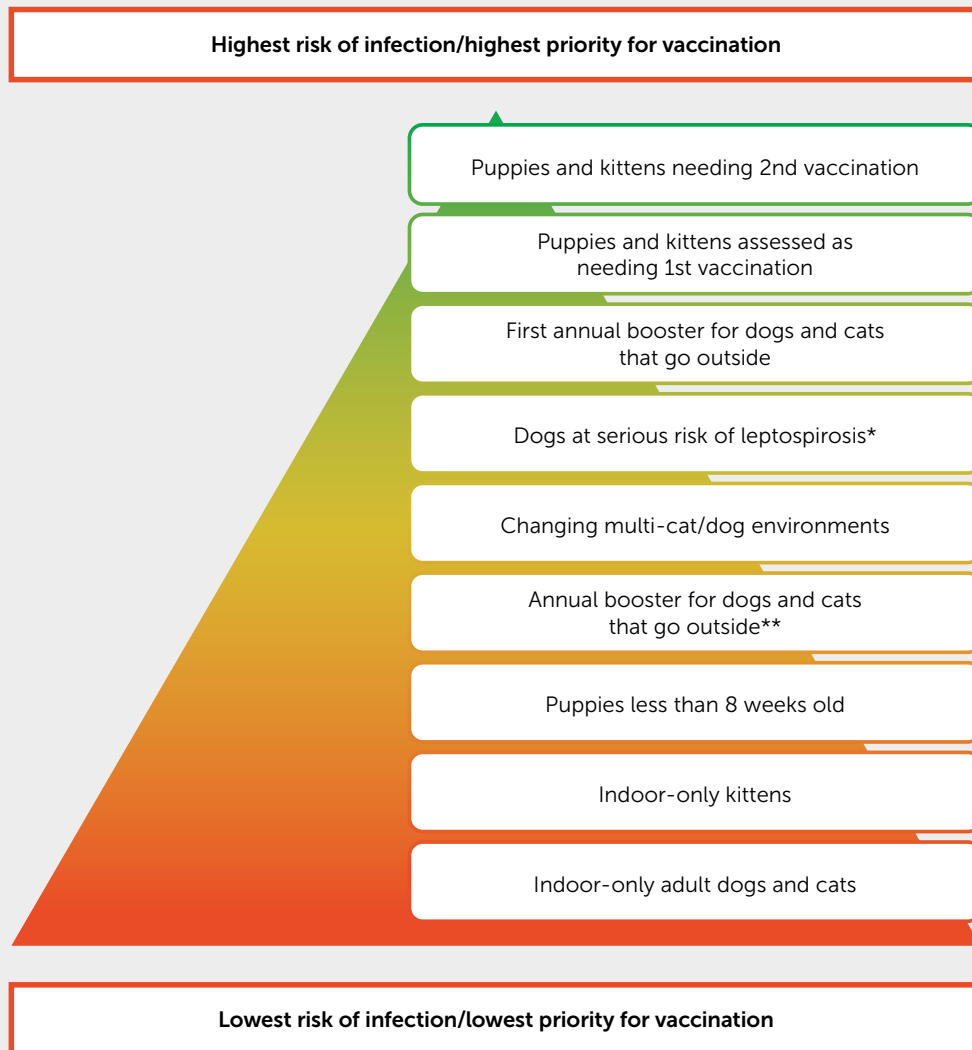 Highest risk of infection/highest priority for vaccination
Puppies and kittens needing 2nd vaccination
Puppies and kittens assessed as
needing 1st vaccination
First annual booster for dogs and cats
that go outside
Dogs at serious risk of leptospirosis*
Changing multi-cat/dog environments
Annual booster for dogs and cats
that go outside**
Puppies less than 8 weeks old
Indoor-only kittens
Indoor-only adult dogs and cats
Lowest risk of infection/lowest priority for vaccination